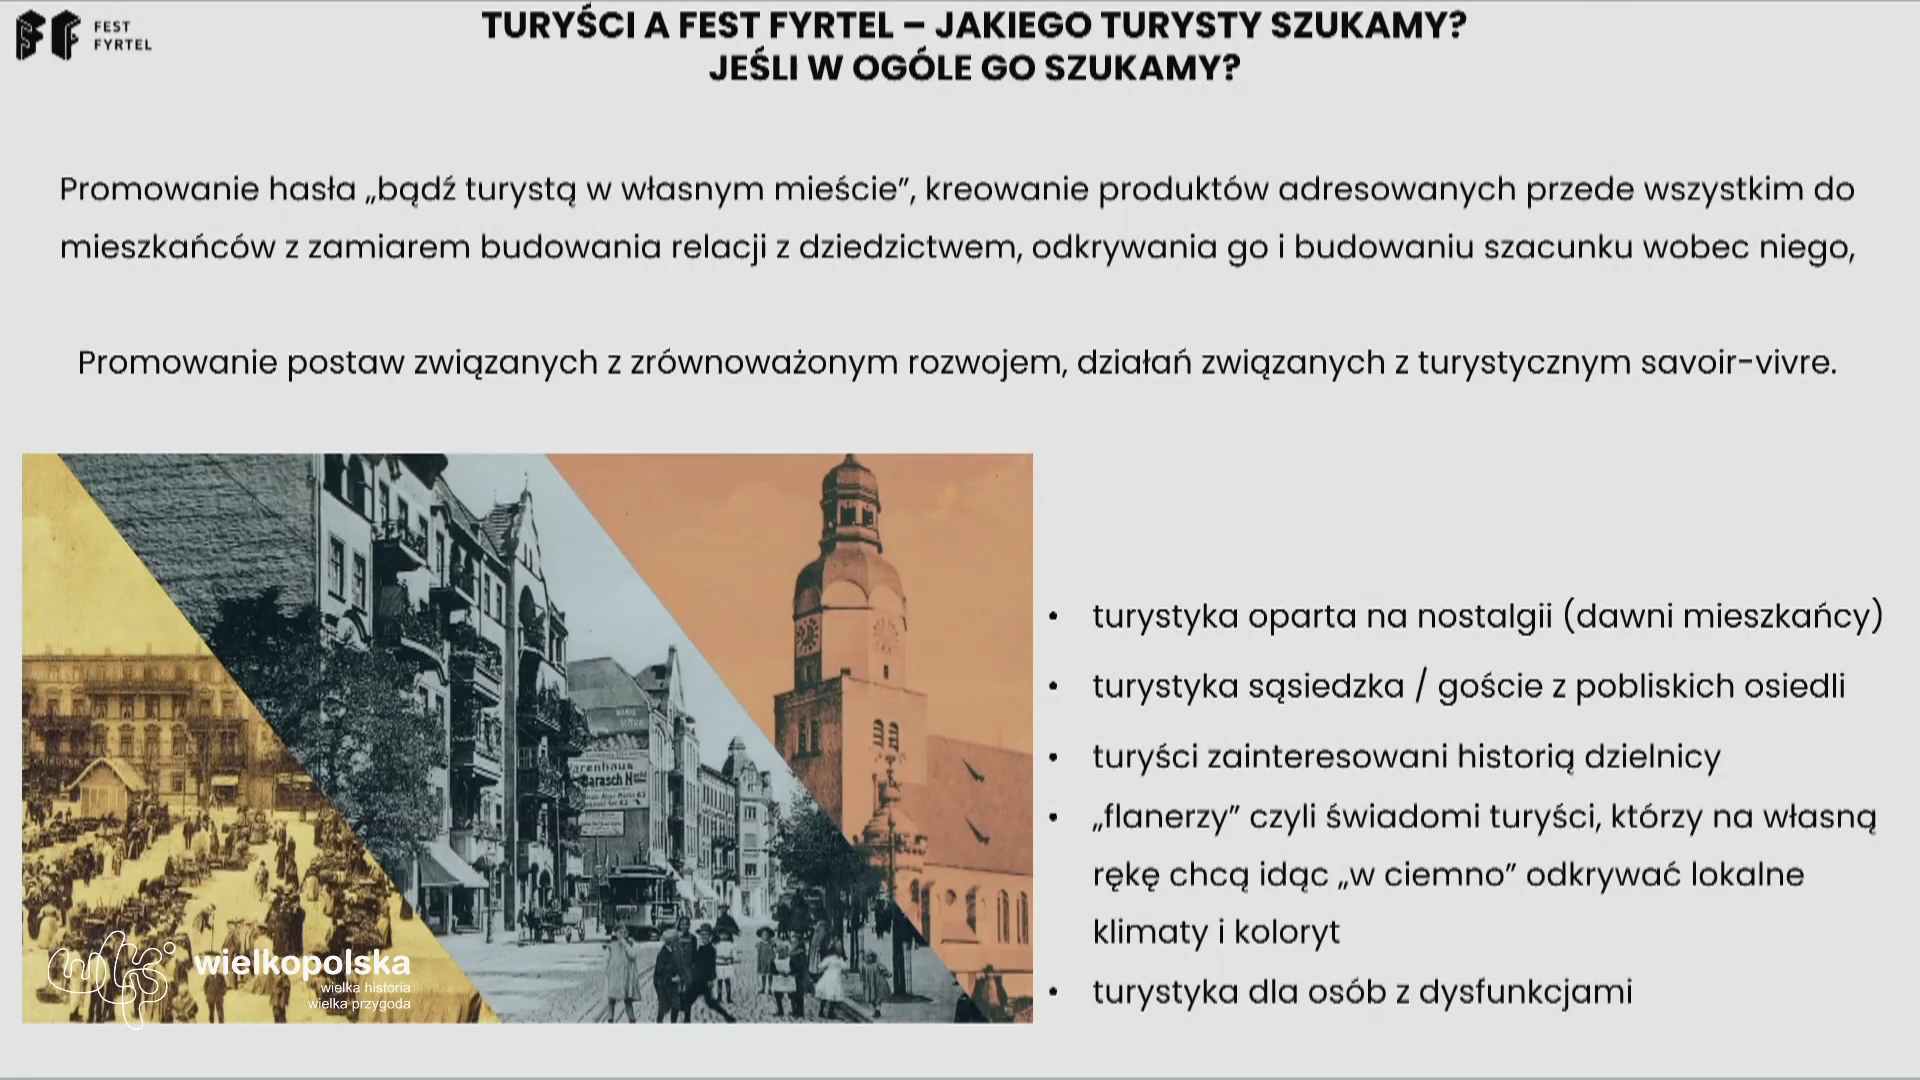 FEST
FYRTEL
TURYŚCI A FEST FYRTEL – JAKIEGO TURYSTY SZUKAMY?
JEŚLI W OGÓLE GO SZUKAMY?
Promowanie hasła „bądź turystą w własnym mieście”, kreowanie produktów adresowanych przede wszystkim do
mieszkańców z zamiarem budowania relacji z dziedzictwem, odkrywania go i budowaniu szacunku wobec niego,
Promowanie postaw związanych z zrównoważonym rozwojem, działań związanych z turystycznym savoir-vivre.
arenhaus
Barasch
• turystyka oparta na nostalgii (dawni mieszkańcy)
• turystyka sąsiedzka / goście z pobliskich osiedli
• turyści zainteresowani historią dzielnicy
• „flanerzy” czyli świadomi turyści, którzy na własną
rękę chcą idąc „w ciemno” odkrywać lokalne
klimaty i koloryt
• turystyka dla osób z dysfunkcjami
wielkopolska
wielka historia
wielka przygoda